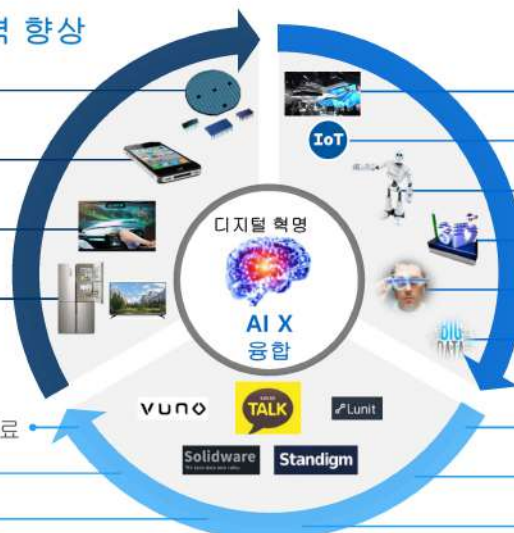 력 향상
IoT
디지털 혁명
AI X
융합
BIG
DATA
VUNO
TALK
Lunit
료
Solidware
Standigm